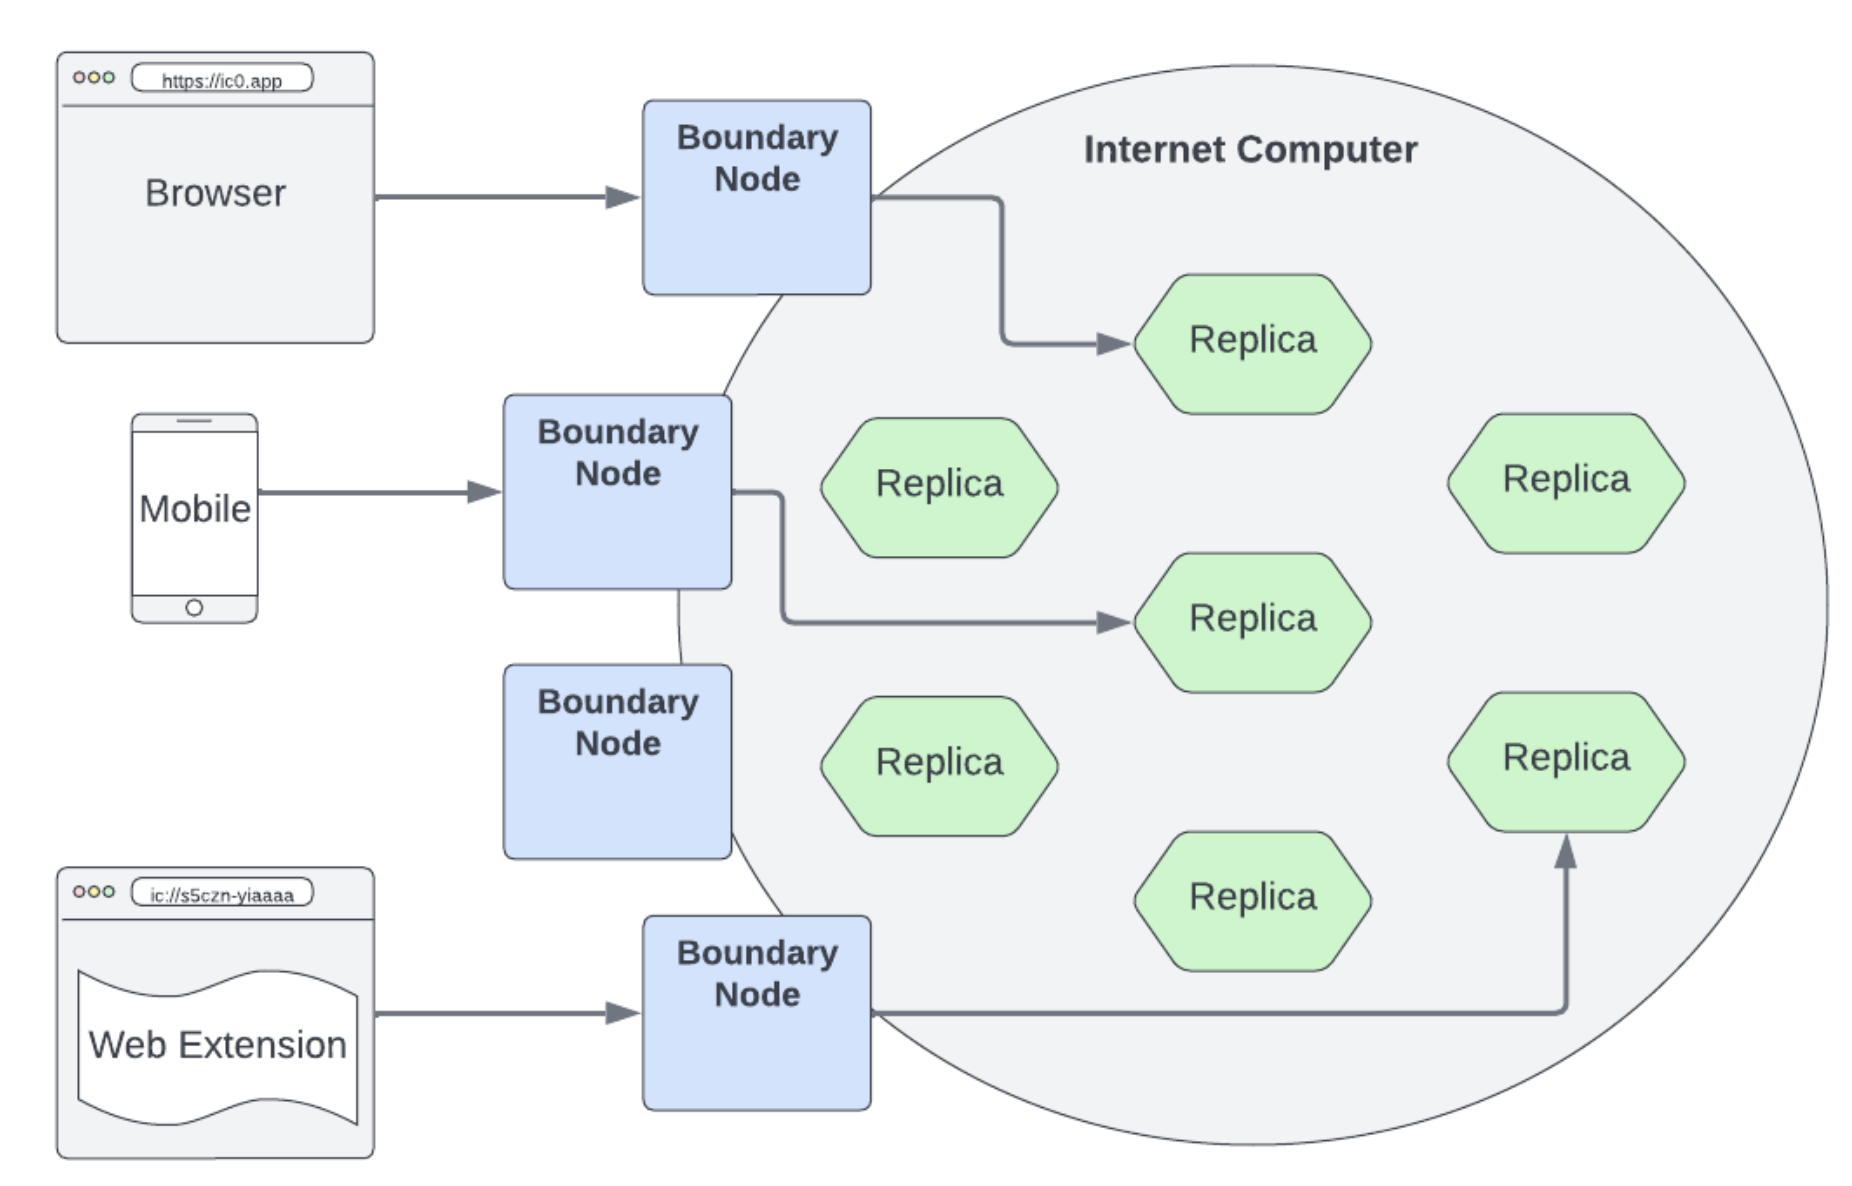 https://ic0.app
Browser
Boundary
Node
Internet Computer
Replica
Mobile
Boundary
Node
Replica
Replica
Replica
Boundary
Node
Replica
Replica
ic://s5czn-yiaaaa
Web Extension
Boundary
Node
Replica